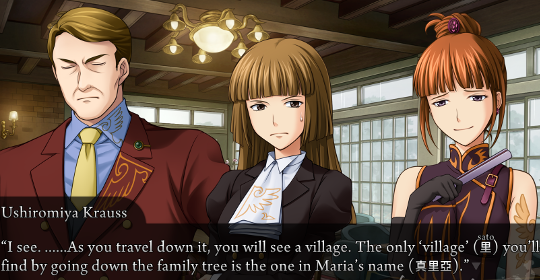 Ushiromiya Krauss
sato
“I see. ......As you travel down it, you will see a village. The only ‘village’ (里) you’ll
find by going down the family tree is the one in Maria’s name (真里亞).”